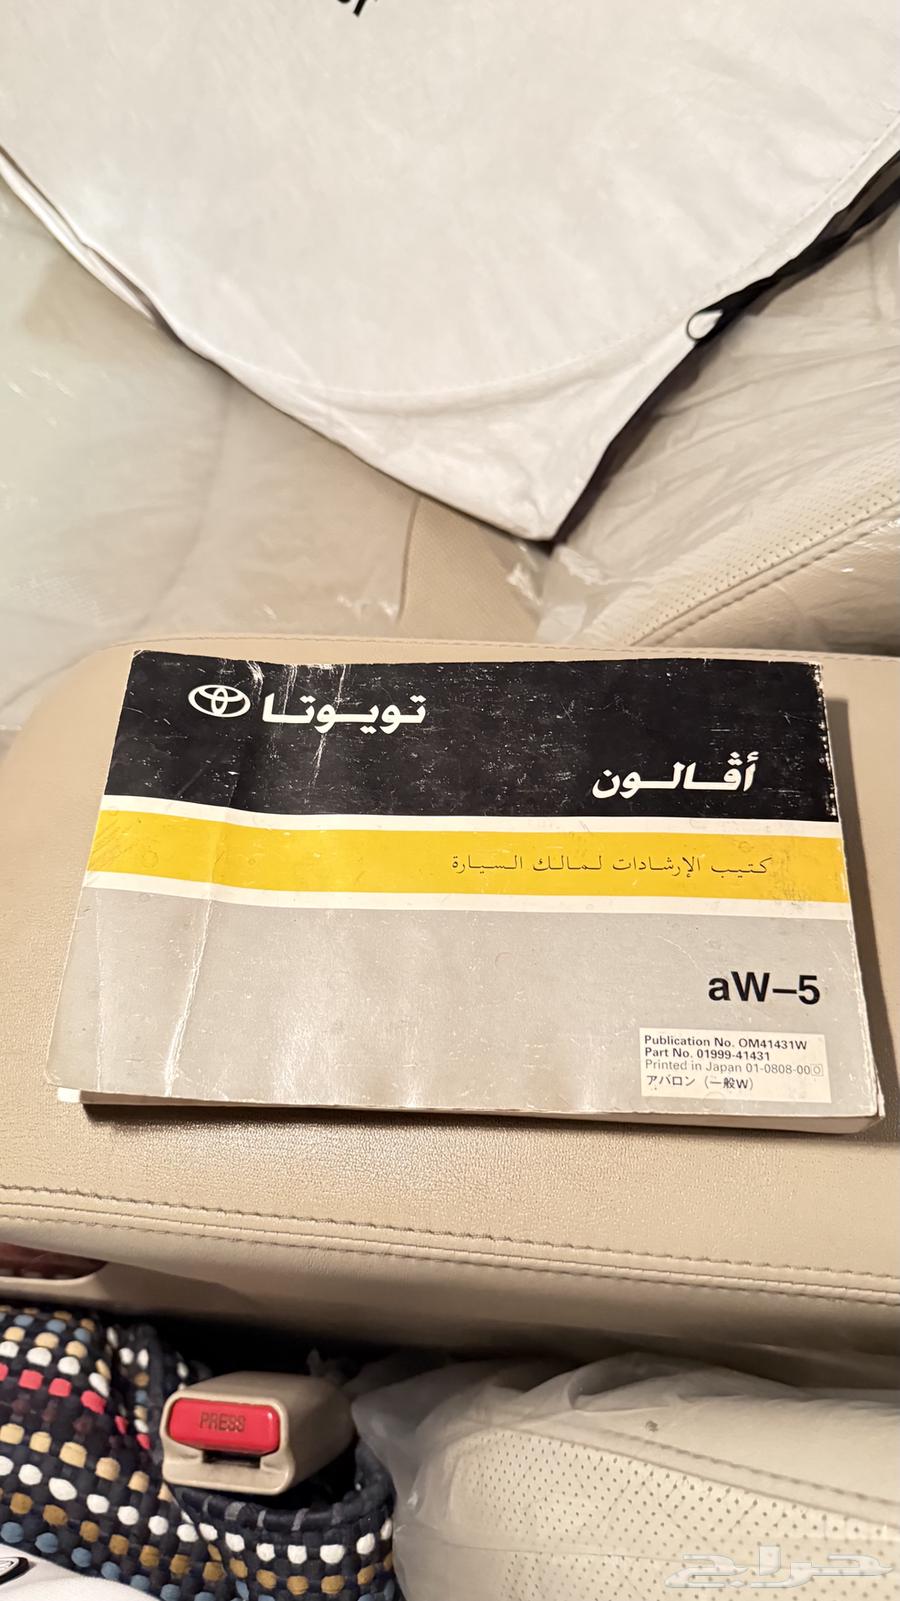 تويوتا
أڤالون
كتيب الإرشادات لمالك السيارة
aW–5
Publication No. OM41431W
Part No. 01999-41431
Printed in Japan 01-0808-00
アバロン (一般W)
PRESS
حراج